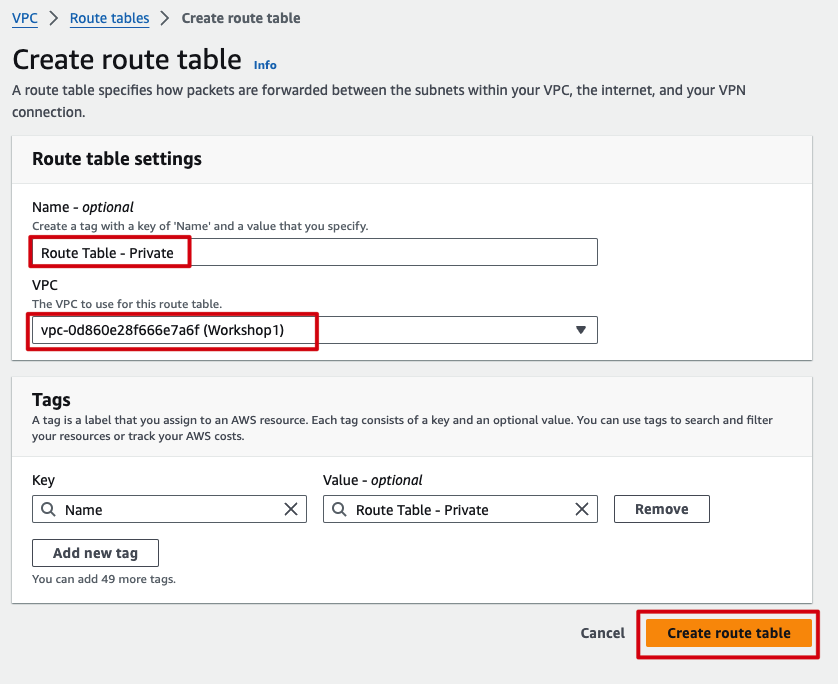 VPC > Route tables > Create route table
Create route table Info
A route table specifies how packets are forwarded between the subnets within your VPC, the internet, and your VPN
connection.
Route table settings
Name - optional
Create a tag with a key of 'Name' and a value that you specify.
Route Table - Private
VPC
The VPC to use for this route table.
vpc-0d860e28f666e7a6f (Workshop1)
Tags
A tag is a label that you assign to an AWS resource. Each tag consists of a key and an optional value. You can use tags to search and filter
your resources or track your AWS costs.
Key Value - optional
Name Route Table - Private Remove
Add new tag
You can add 49 more tags.
Cancel Create route table